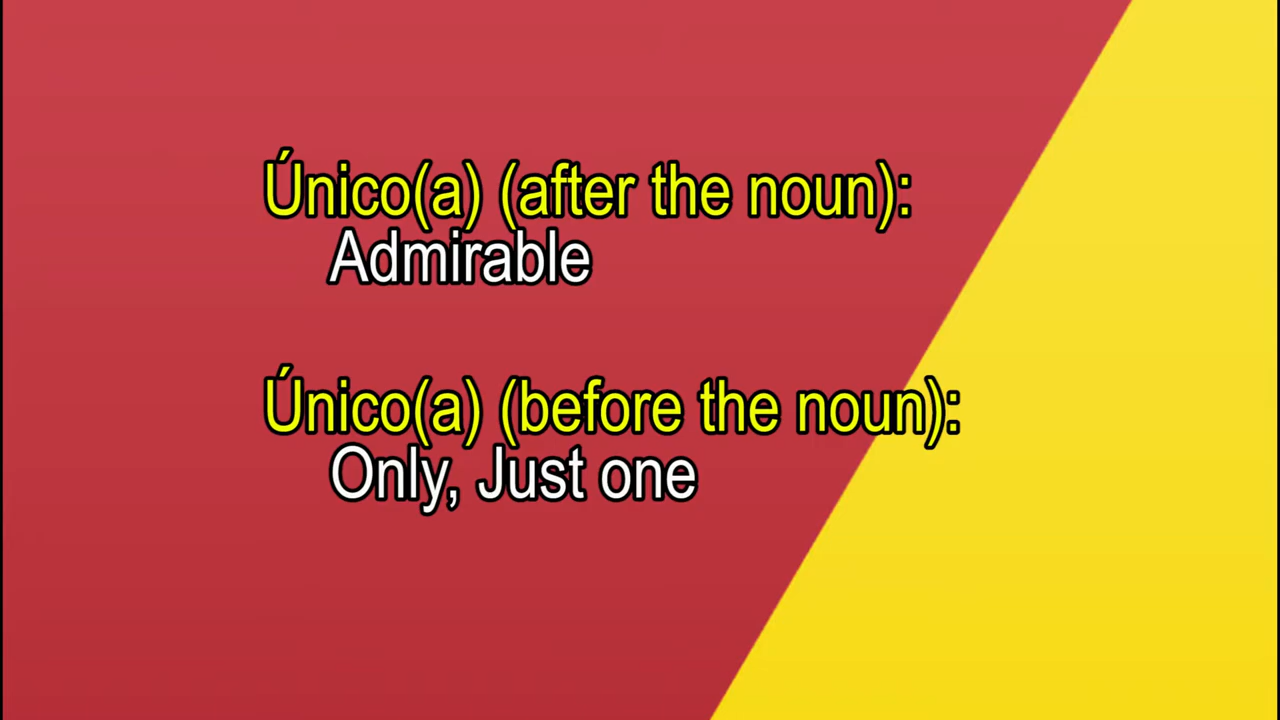 Único(a) (after the noun):
Admirable
Único(a) (before the noun):
Only, Just one